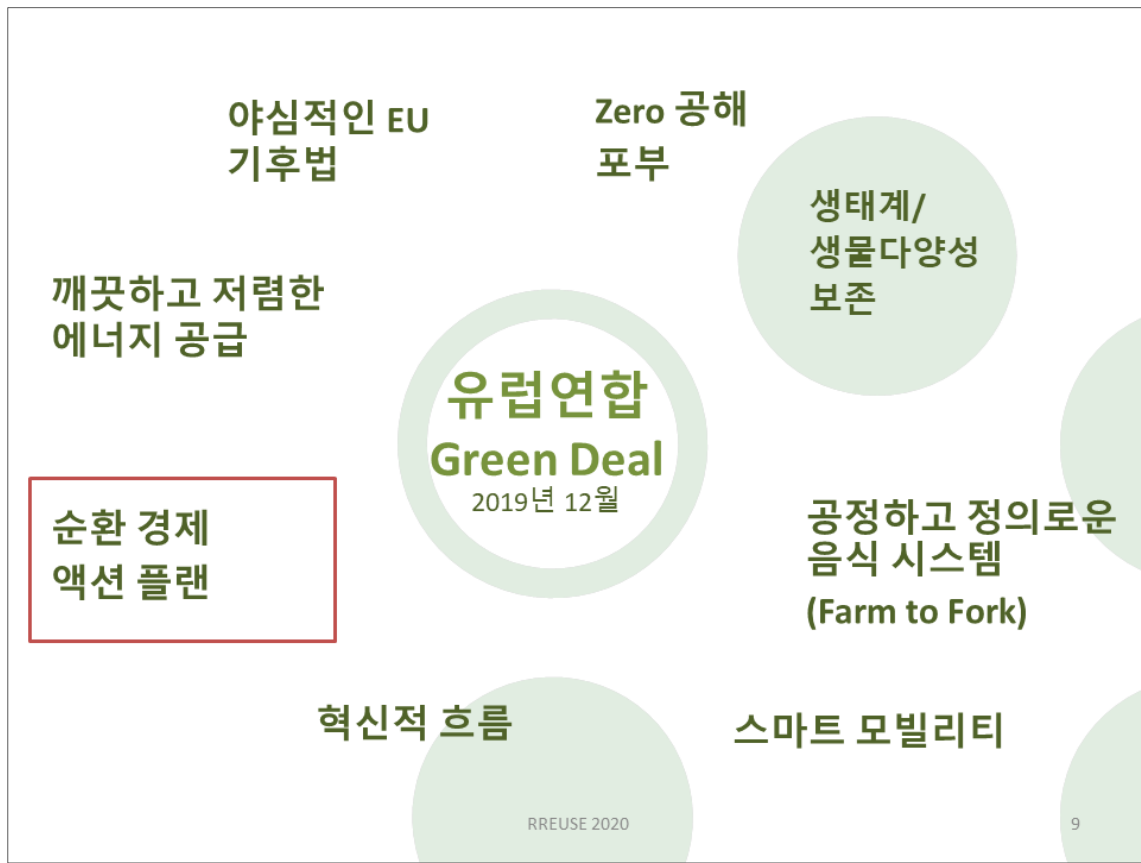 야심적인 EU
기후법
Zero 공해
포부
생태계/
생물다양성
보존
깨끗하고 저렴한
에너지 공급
유럽연합
Green Deal
2019년 12월
순환 경제
액션 플랜
공정하고 정의로운
음식 시스템
(Farm to Fork)
혁신적 흐름
스마트 모빌리티
RREUSE 2020
9